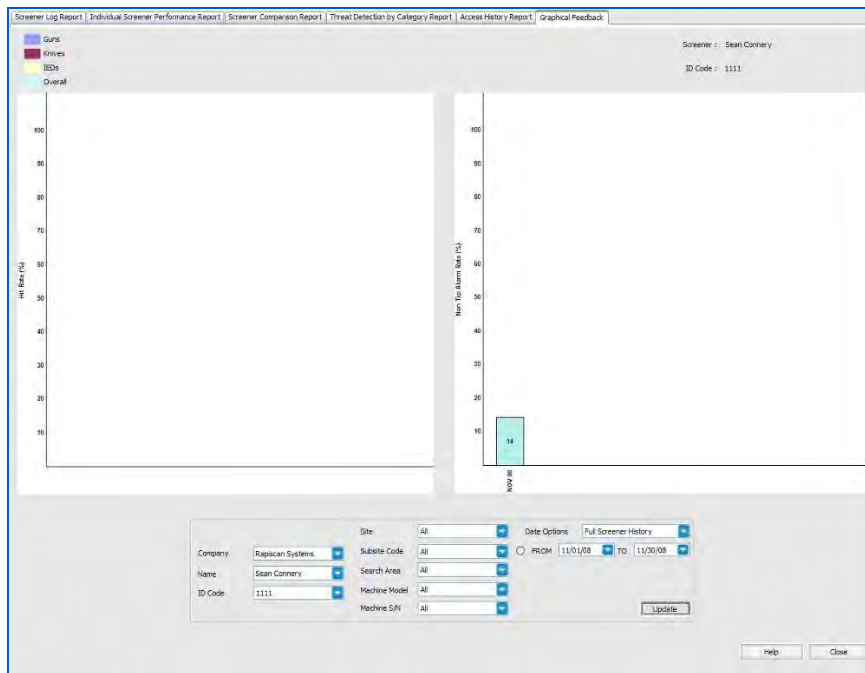 Screener Log Report Individual Screener Performance Report Screener Comparison Report Threat Detection by Category Report Access History Report Graphical Feedback
Guns
Knives
IEDs
Overall
Screener : Sean Connery
ID Code : 1111
100
90
80
70
60
50
40
30
20
10
Hit Rate (%)
100
90
80
70
60
50
40
30
20
10
Non Tip Alarm Rate (%)
14
NOV 08
Site All Date Options Full Screener History
Company Rapiscan Systems Subsite Code All FROM 11/01/08 TO 11/30/08
Name Sean Connery Search Area All
ID Code 1111 Machine Model All
Machine S/N All Update
Help Close